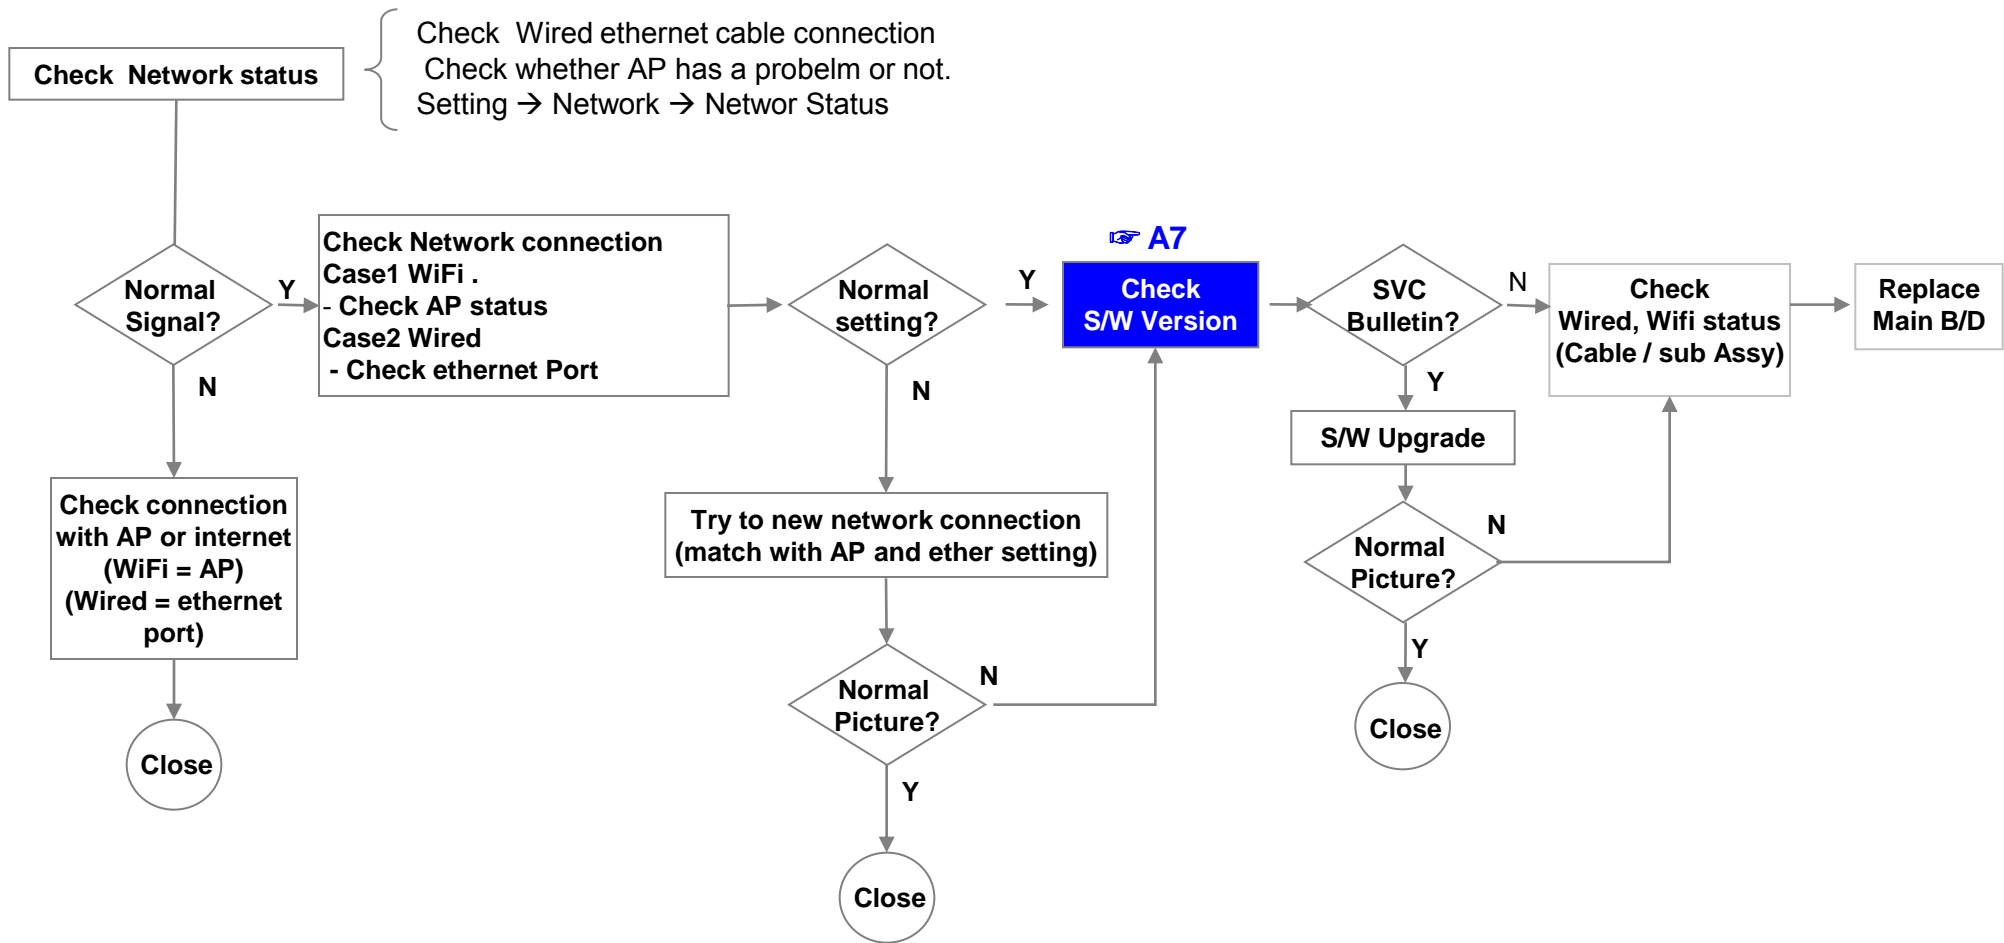 Check Network status
Check Wired ethernet cable connection
Check whether AP has a probelm or not.
Setting → Network → Networ Status
Normal
Signal?
Y
N
Check Network connection
Case1 WiFi .
- Check AP status
Case2 Wired
- Check ethernet Port
Normal
setting?
Y
N
☞ A7
Check
S/W Version
SVC
Bulletin?
N
Y
Check
Wired, Wifi status
(Cable / sub Assy)
Replace
Main B/D
S/W Upgrade
Check connection
with AP or internet
(WiFi = AP)
(Wired = ethernet
port)
Close
Try to new network connection
(match with AP and ether setting)
Normal
Picture?
N
Y
Close
Normal
Picture?
N
Y
Close